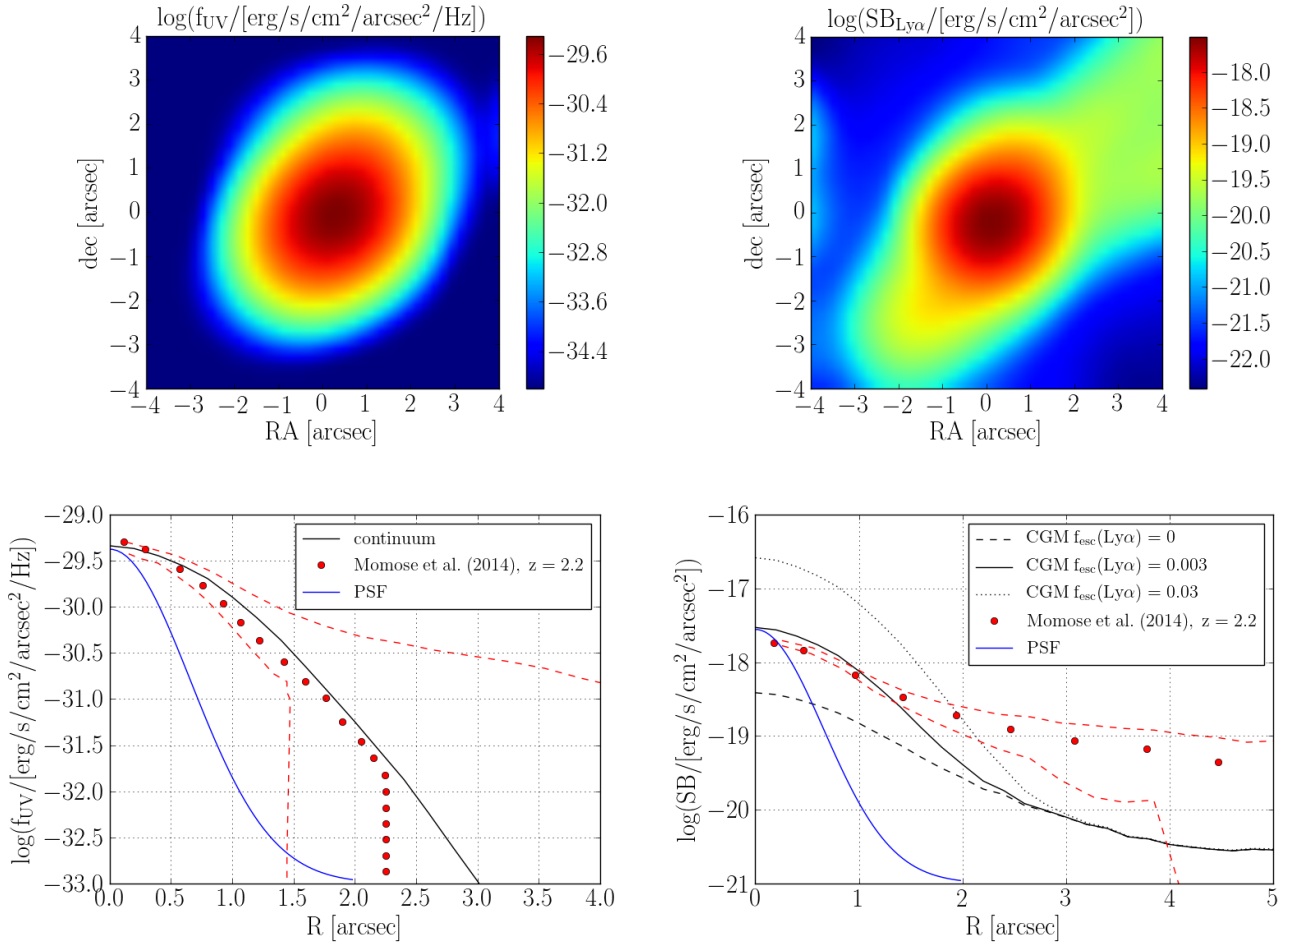 log(f_UV/[erg/s/cm²/arcsec²/Hz])
4
3
2
1
0
−1
−2
−3
−4
dec [arcsec]
−4 −3 −2 −1 0 1 2 3 4
RA [arcsec]
−29.6
−30.4
−31.2
−32.0
−32.8
−33.6
−34.4
log(SB_Lyα/[erg/s/cm²/arcsec²])
4
3
2
1
0
−1
−2
−3
−4
dec [arcsec]
−4 −3 −2 −1 0 1 2 3 4
RA [arcsec]
−18.0
−18.5
−19.0
−19.5
−20.0
−20.5
−21.0
−21.5
−22.0
−29.0
−29.5
−30.0
−30.5
−31.0
−31.5
−32.0
−32.5
−33.0
log(f_UV/[erg/s/cm²/arcsec²/Hz])
continuum
Momose et al. (2014), z = 2.2
PSF
0.0 0.5 1.0 1.5 2.0 2.5 3.0 3.5 4.0
R [arcsec]
−16
−17
−18
−19
−20
−21
log(SB/[erg/s/cm²/arcsec²])
CGM f_esc(Lyα) = 0
CGM f_esc(Lyα) = 0.003
CGM f_esc(Lyα) = 0.03
Momose et al. (2014), z = 2.2
PSF
0 1 2 3 4 5
R [arcsec]